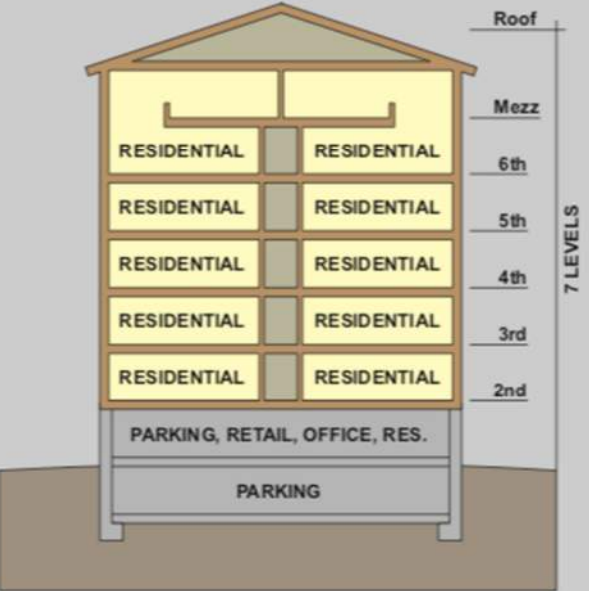 Roof
Mezz
RESIDENTIAL RESIDENTIAL
6th
RESIDENTIAL RESIDENTIAL
5th
RESIDENTIAL RESIDENTIAL
4th
RESIDENTIAL RESIDENTIAL
3rd
RESIDENTIAL RESIDENTIAL
2nd
7 LEVELS
PARKING, RETAIL, OFFICE, RES.
PARKING